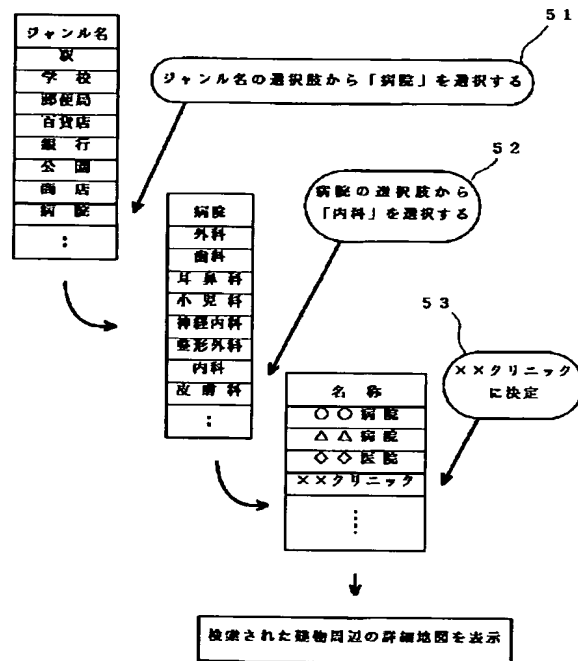 51
ジャンル名
駅
学校
郵便局
百貨店
銀行
公園
商店
病院
:
ジャンル名の選択肢から「病院」を選択する
52
病院の選択肢から
「内科」を選択する
病院
外科
歯科
耳鼻科
小児科
神経内科
整形外科
内科
皮膚科
:
53
××クリニック
に決定
名称
○○病院
△△病院
◇◇医院
××クリニック
⋮
検索された建物周辺の詳細地図を表示